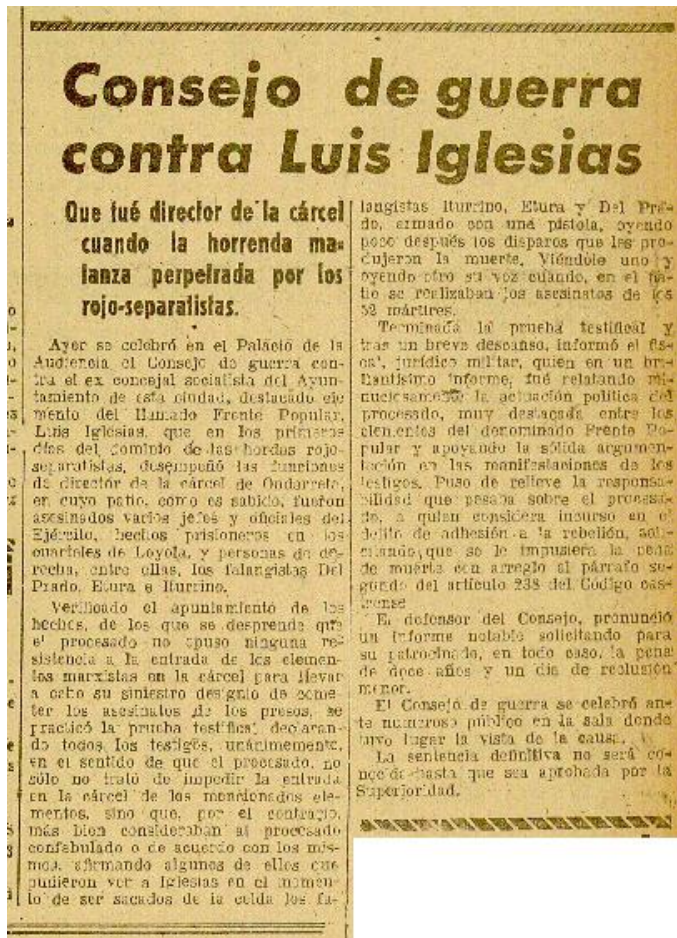 Consejo de guerra
contra Luis Iglesias
Que fué director de la cárcel
cuando la horrenda ma-
tanza perpetrada por los
rojo-separatistas.
Ayer se celebró en el Palacio de la
Audiencia el Consejo de guerra con-
tra el ex concejal socialista del Ayun-
tamiento de esta ciudad, destacado ele
mento del llamado Frente Popular,
Luis Iglesias, que en los primeros
días del dominio de las hordas rojo-
separatistas, desempeñó las funciones
de director de la cárcel de Ondarreta,
en cuyo patio, como es sabido, fueron
asesinados varios jefes y oficiales del
Ejército, hechos prisioneros en los
cuarteles de Loyola, y personas de de-
recha, entre ellas, los falangistas Del
Prado, Etura e Iturrino.
Verificado el apuntamiento de los
hechos, de los que se desprende que
el procesado no opuso ninguna re-
sistencia a la entrada de los elemen-
tos marxistas en la cárcel para llevar
a cabo su siniestro designio de come-
ter los asesinatos de los presos, se
practicó la prueba testifical, declaran-
do todos los testigos, unánimemente,
en el sentido de que el procesado, no
sólo no trató de impedir la entrada
en la cárcel de los mencionados ele-
mentos, sino que, por el contrario,
más bien consideraban al procesado
confabulado o de acuerdo con los mis-
mos, afirmando algunos de ellos que
pudieron ver a Iglesias en el momen-
to de ser sacados de la celda los fa-
langistas Iturrino, Etura y Del Pra-
do, armado con una pistola, oyendo
poco después los disparos que les pro-
dujeron la muerte. Viéndole uno y
oyendo otro su voz cuando, en el pa-
tio se realizaban los asesinatos de los
52 mártires.
Terminada la prueba testifical y
tras un breve descanso, informó el fis-
cal, jurídico militar, quien en un bri-
llantísimo informe, fué relatando mi-
nuciosamente la actuación política del
procesado, muy destacada entre los
elementos del denominado Frente Po-
pular y apoyando la sólida argumen-
tación en las manifestaciones de los
testigos. Puso de relieve la responsa-
bilidad que pesaba sobre el procesa-
do, a quien considera incurso en el
delito de adhesión a la rebelión, soli-
citando, que se le impusiera la pena
de muerte con arreglo al párrafo se-
gundo del artículo 238 del Código cas-
trense
El defensor del Consejo, pronunció
un informe notable solicitando para
su patrocinado, en todo caso, la pena
de doce años y un día de reclusión
menor.
El Consejo de guerra se celebró an-
te numeroso público en la sala donde
tuvo lugar la vista de la causa.
La sentencia definitiva no será co-
nocida hasta que sea aprobada por la
Superioridad.